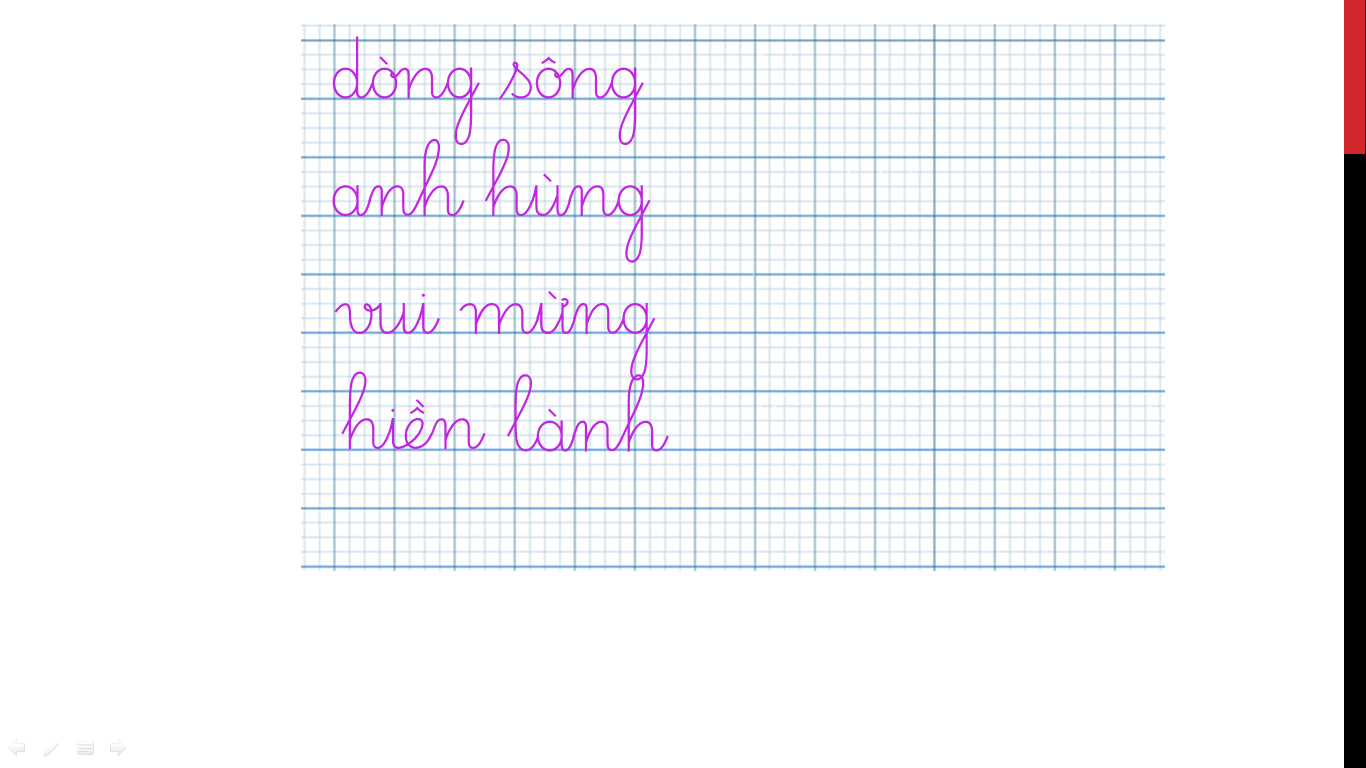 dòng sông
anh hùng
vui mừng
hiền lành